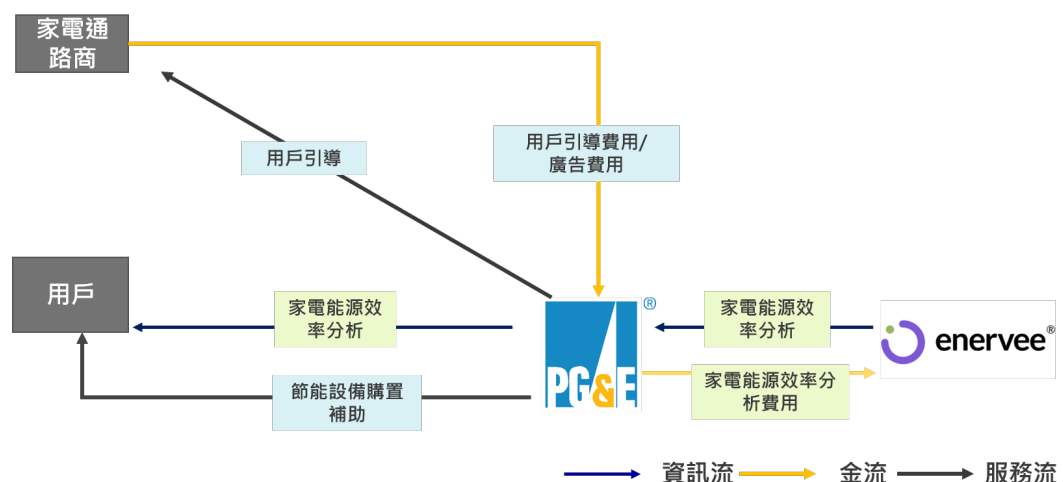 家電通
路商
用戶引導費用/
廣告費用
用戶引導
用戶
家電能源效
率分析
®
家電能源效
率分析
enervee®
PG&E
節能設備購置
補助
家電能源效率分
析費用
資訊流
金流
服務流